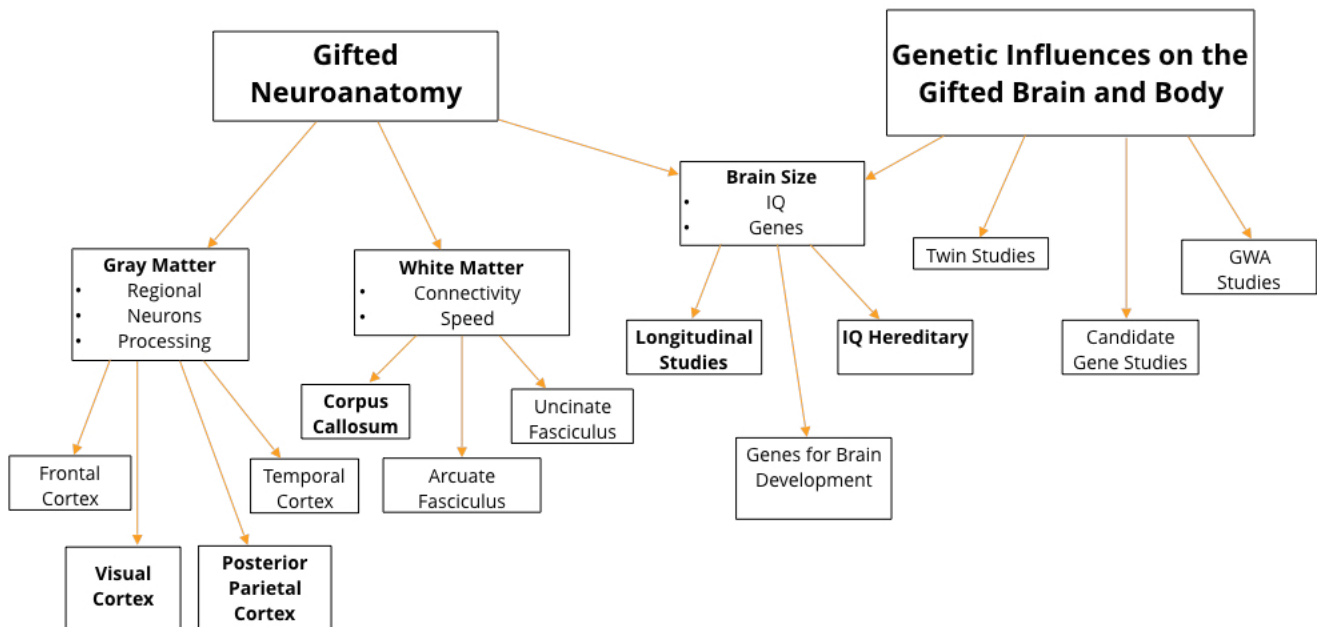 Gifted
Neuroanatomy
Genetic Influences on the
Gifted Brain and Body
Brain Size
• IQ
• Genes
Twin Studies
GWA
Studies
Gray Matter
• Regional
• Neurons
• Processing
White Matter
• Connectivity
• Speed
Longitudinal
Studies
IQ Hereditary
Candidate
Gene Studies
Corpus
Callosum
Uncinate
Fasciculus
Frontal
Cortex
Temporal
Cortex
Arcuate
Fasciculus
Genes for Brain
Development
Visual
Cortex
Posterior
Parietal
Cortex